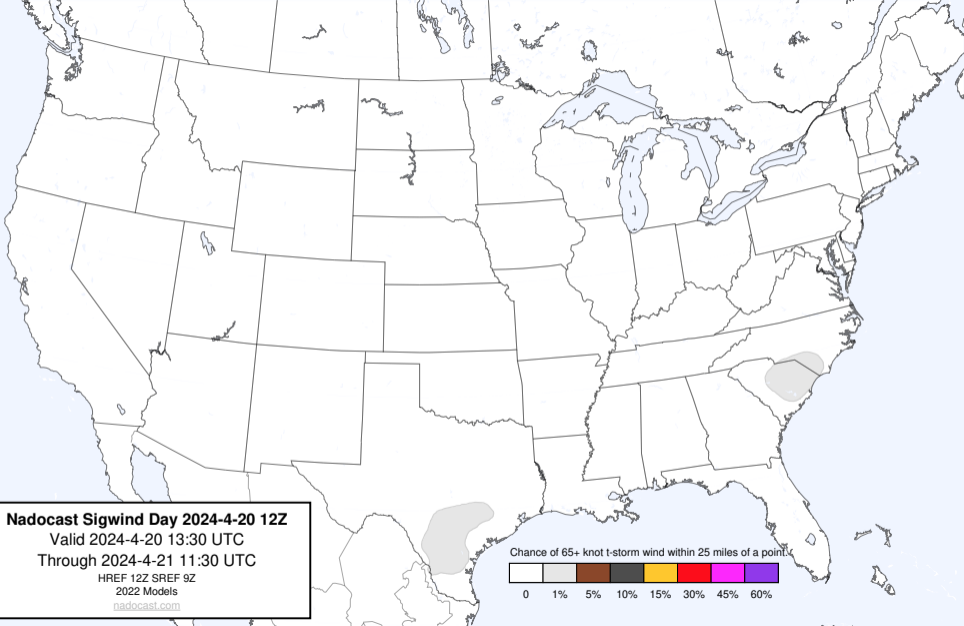 Nadocast Sigwind Day 2024-4-20 12Z
Valid 2024-4-20 13:30 UTC
Through 2024-4-21 11:30 UTC
HREF 12Z SREF 9Z
2022 Models
nadocast.com
Chance of 65+ knot t-storm wind within 25 miles of a point.
0 1% 5% 10% 15% 30% 45% 60%